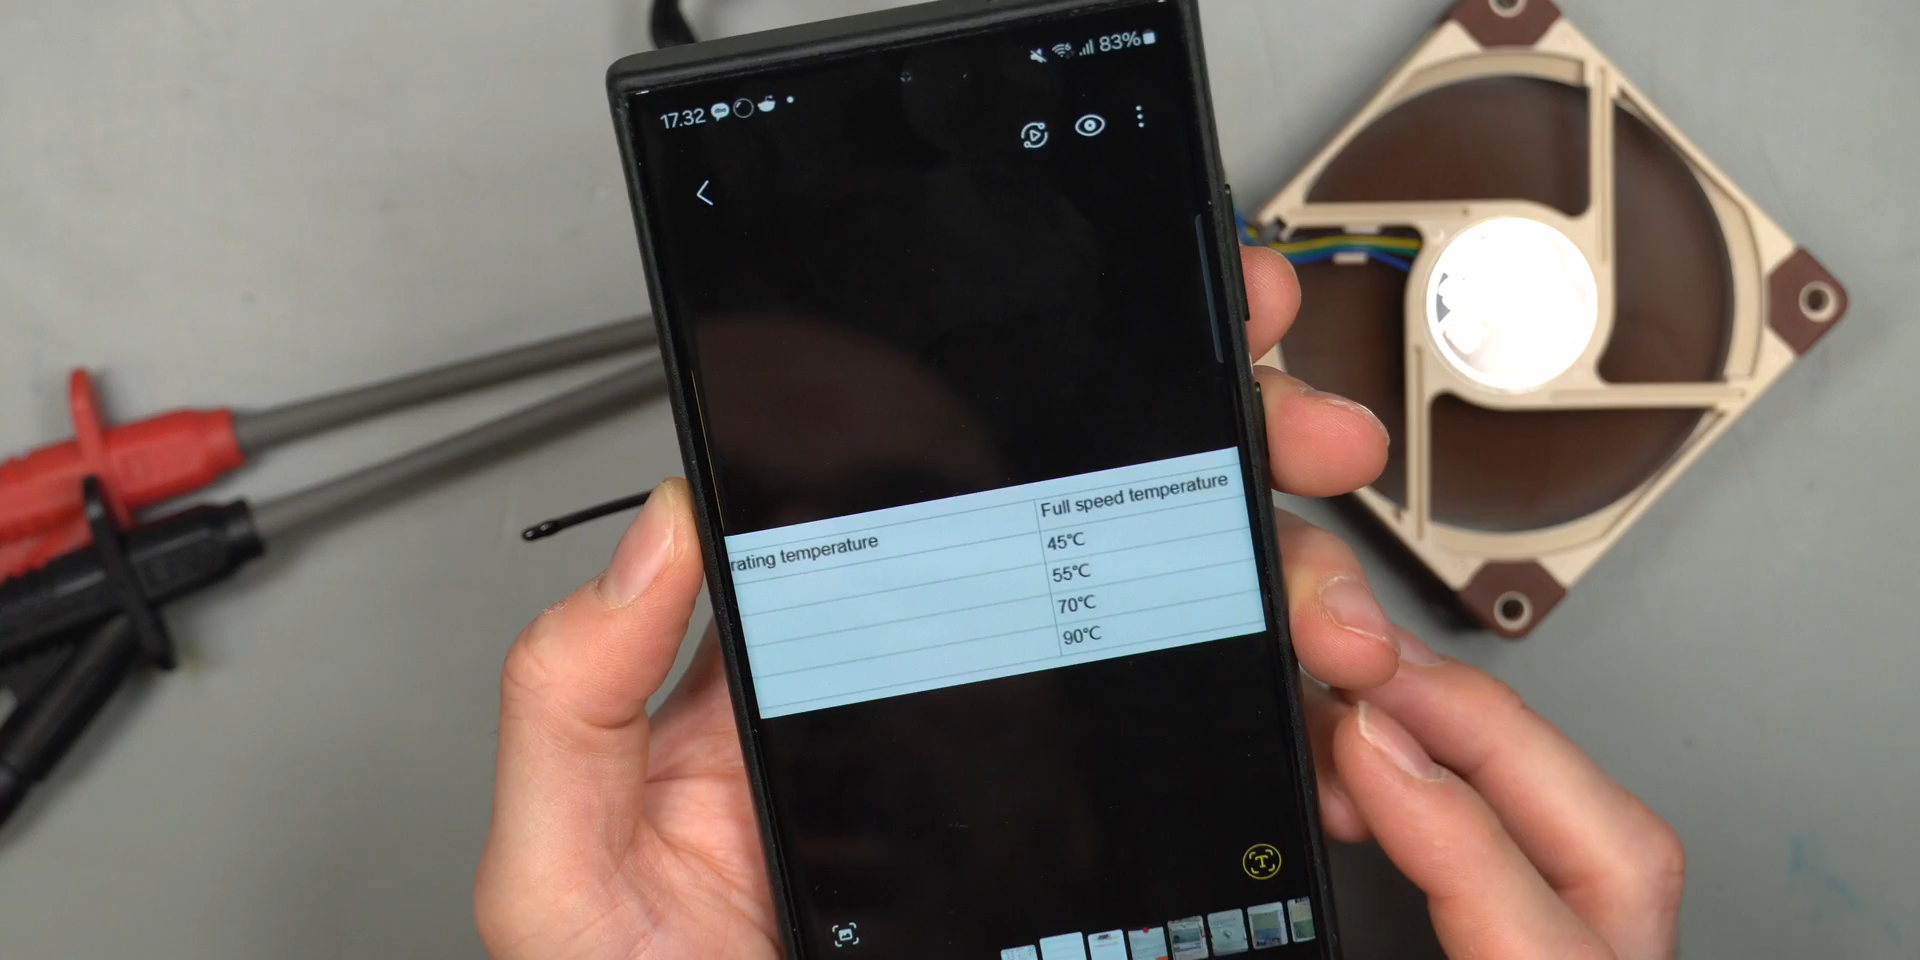 17.32
83%
rating temperature
Full speed temperature
45℃
55℃
70℃
90℃
T